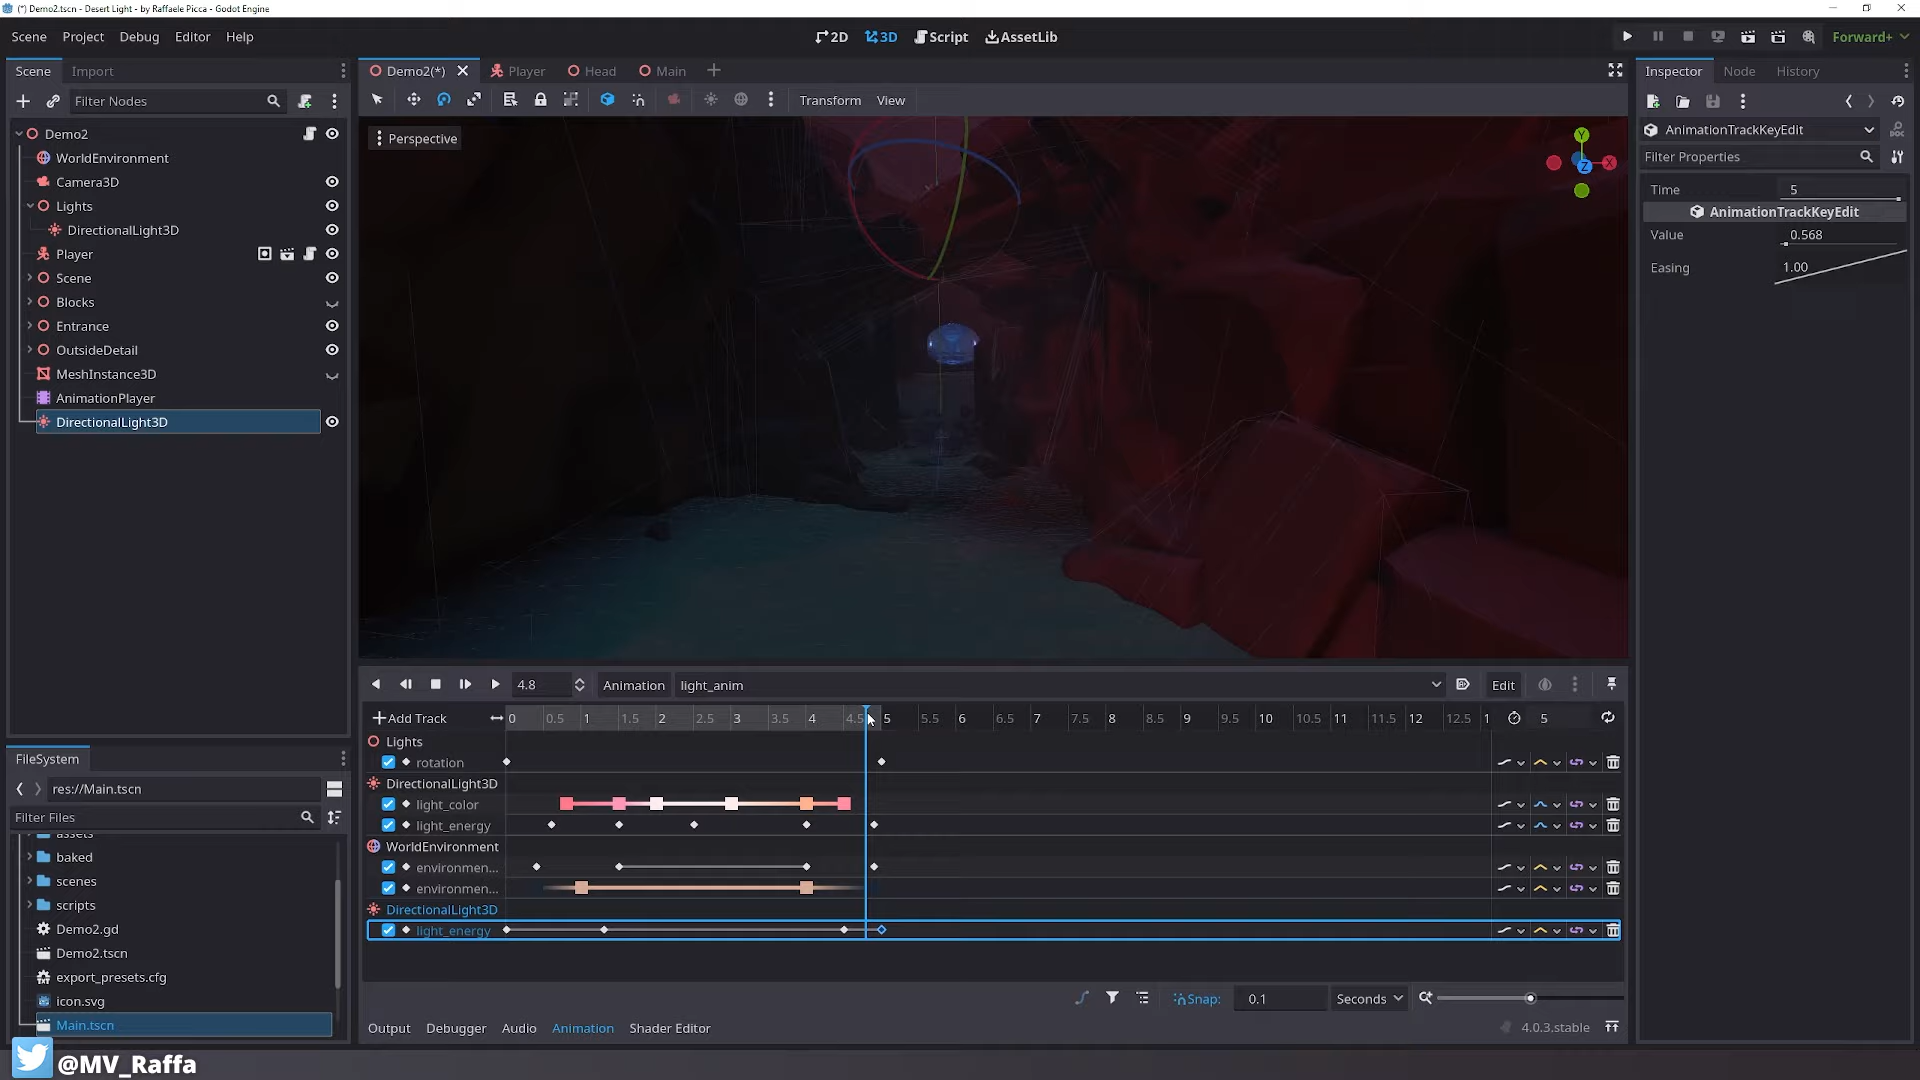 (*) Demo2.tscn - Desert Light - by Raffaele Picca - Godot Engine
Scene Project Debug Editor Help
2D 3D Script AssetLib
Forward+
Scene Import
Demo2(*) Player Head Main
Inspector Node History
Filter Nodes
Transform View
Demo2
WorldEnvironment
Camera3D
Lights
DirectionalLight3D
Player
Scene
Blocks
Entrance
OutsideDetail
MeshInstance3D
AnimationPlayer
DirectionalLight3D
Perspective
Y
X
Z
AnimationTrackKeyEdit
DOC
Filter Properties
Time 5
AnimationTrackKeyEdit
Value 0.568
Easing 1.00
4.8 Animation light_anim Edit
Add Track 0 0.5 1 1.5 2 2.5 3 3.5 4 4.5 5 5.5 6 6.5 7 7.5 8 8.5 9 9.5 10 10.5 11 11.5 12 12.5 1 5
Lights
rotation
DirectionalLight3D
light_color
light_energy
WorldEnvironment
environmen...
environmen...
DirectionalLight3D
light_energy
Snap: 0.1 Seconds
Output Debugger Audio Animation Shader Editor
4.0.3.stable
FileSystem
res://Main.tscn
Filter Files
assets
baked
scenes
scripts
Demo2.gd
Demo2.tscn
export_presets.cfg
icon.svg
Main.tscn
@MV_Raffa